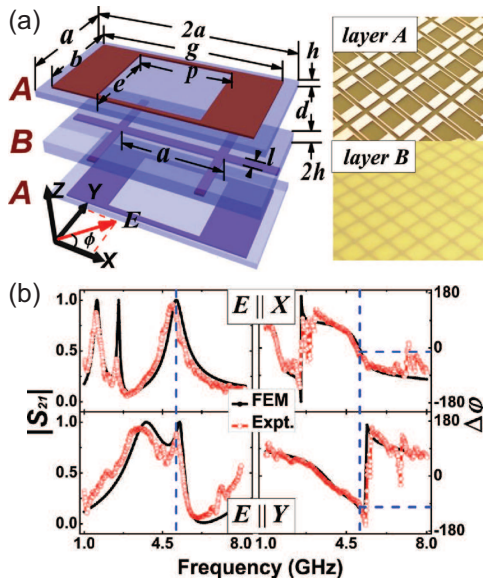 (a)
a
2a
h
b
g
layer A
e
p
d
A
B
a
l
2h
layer B
A
Z
Y
E
ϕ
X
(b)
1.0
E || X
180
0.5
0
FEM
Expt.
0.0
-180
|S21|
Δφ
1.0
180
0.5
0
0.0
E || Y
-180
1.0
4.5
8.0
1.0
4.5
8.0
Frequency (GHz)